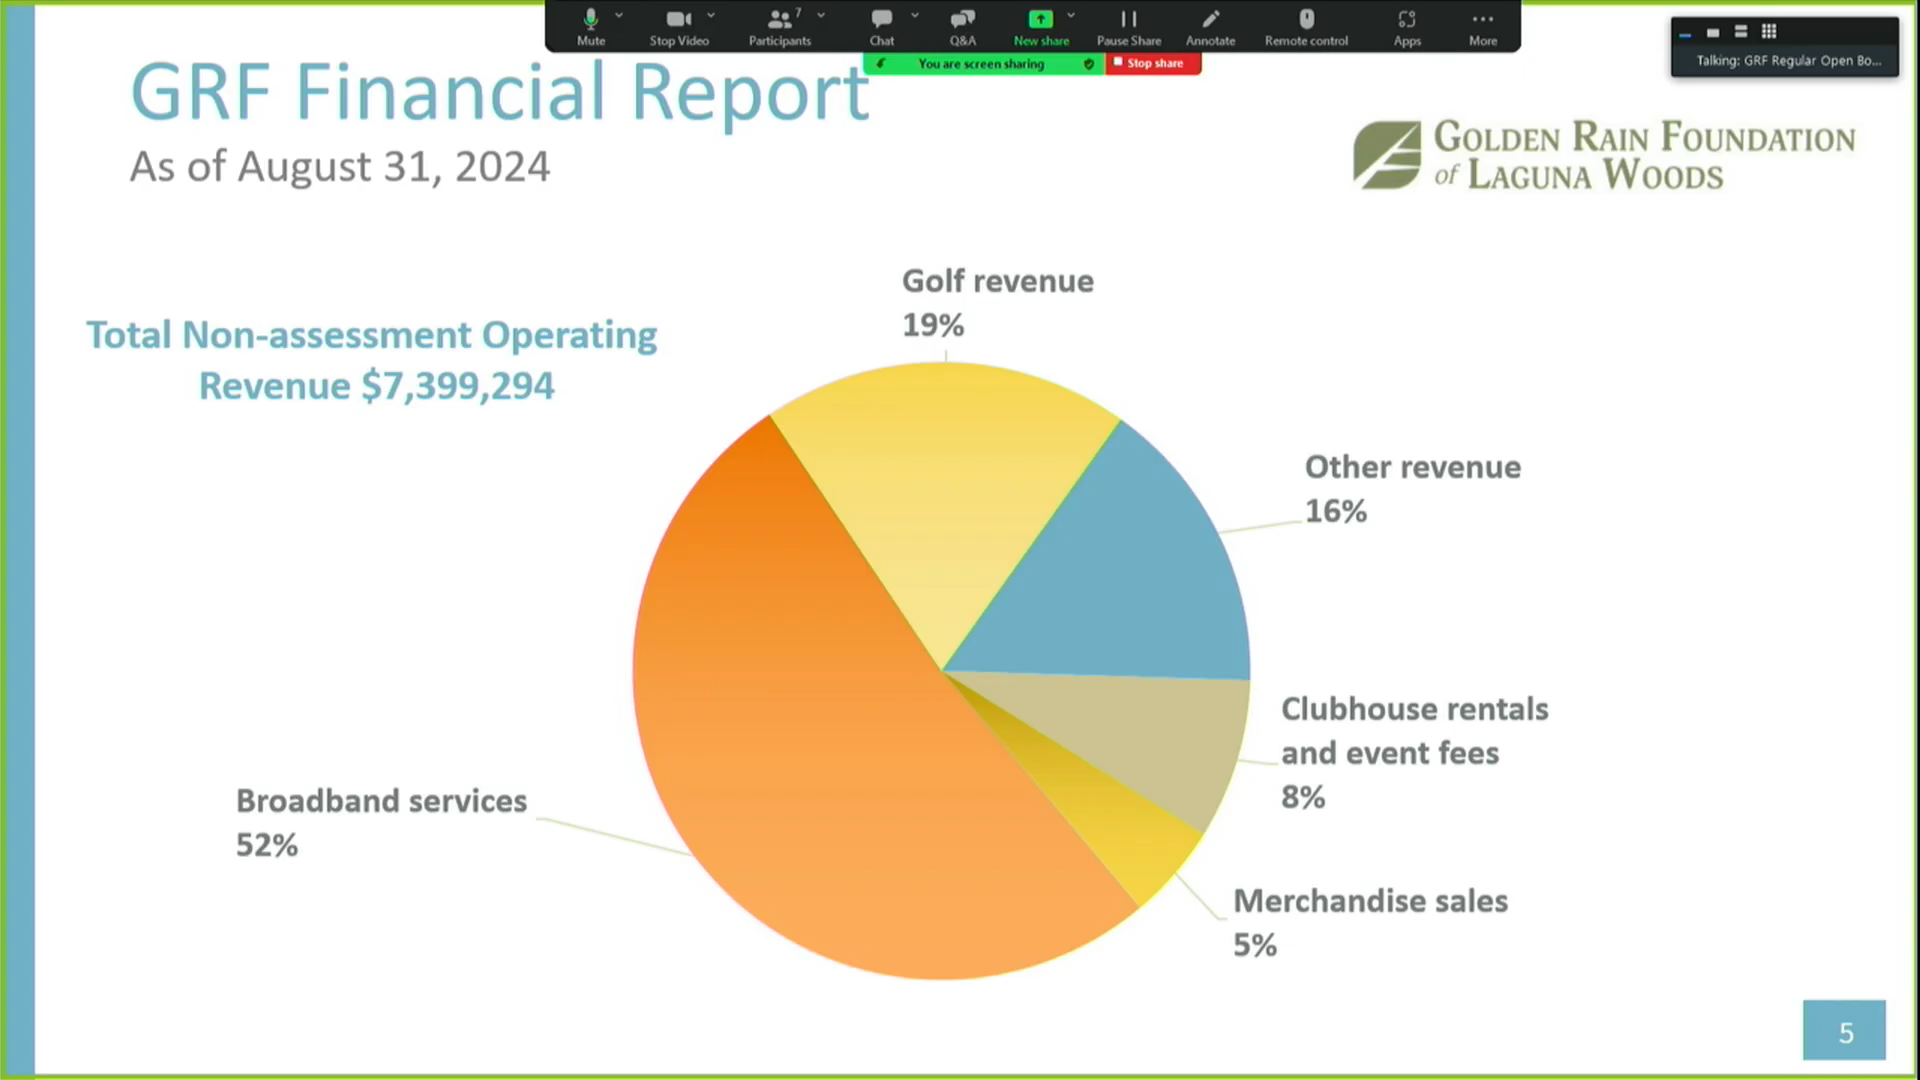 Mute
Stop Video
Participants
7
Chat
Q&A
New share
Pause Share
Annotate
Remote control
Apps
More
You are screen sharing
Stop share
Talking: GRF Regular Open Bo...
GRF Financial Report
As of August 31, 2024
GOLDEN RAIN FOUNDATION
of LAGUNA WOODS
Total Non-assessment Operating
Revenue $7,399,294
Golf revenue
19%
Other revenue
16%
Clubhouse rentals
and event fees
8%
Merchandise sales
5%
Broadband services
52%
5